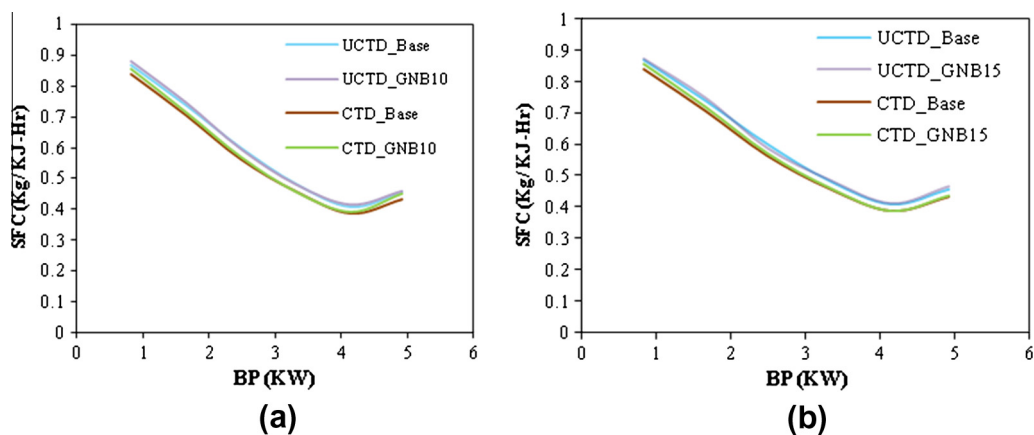 1
0.9
0.8
0.7
0.6
0.5
0.4
0.3
0.2
0.1
0
SFC(Kg/KJ-Hr)
UCTD_Base
UCTD_GNB10
CTD_Base
CTD_GNB10
0 1 2 3 4 5 6
BP (KW)
(a)
1
0.9
0.8
0.7
0.6
0.5
0.4
0.3
0.2
0.1
0
SFC(Kg/KJ-Hr)
UCTD_Base
UCTD_GNB15
CTD_Base
CTD_GNB15
0 1 2 3 4 5 6
BP (KW)
(b)